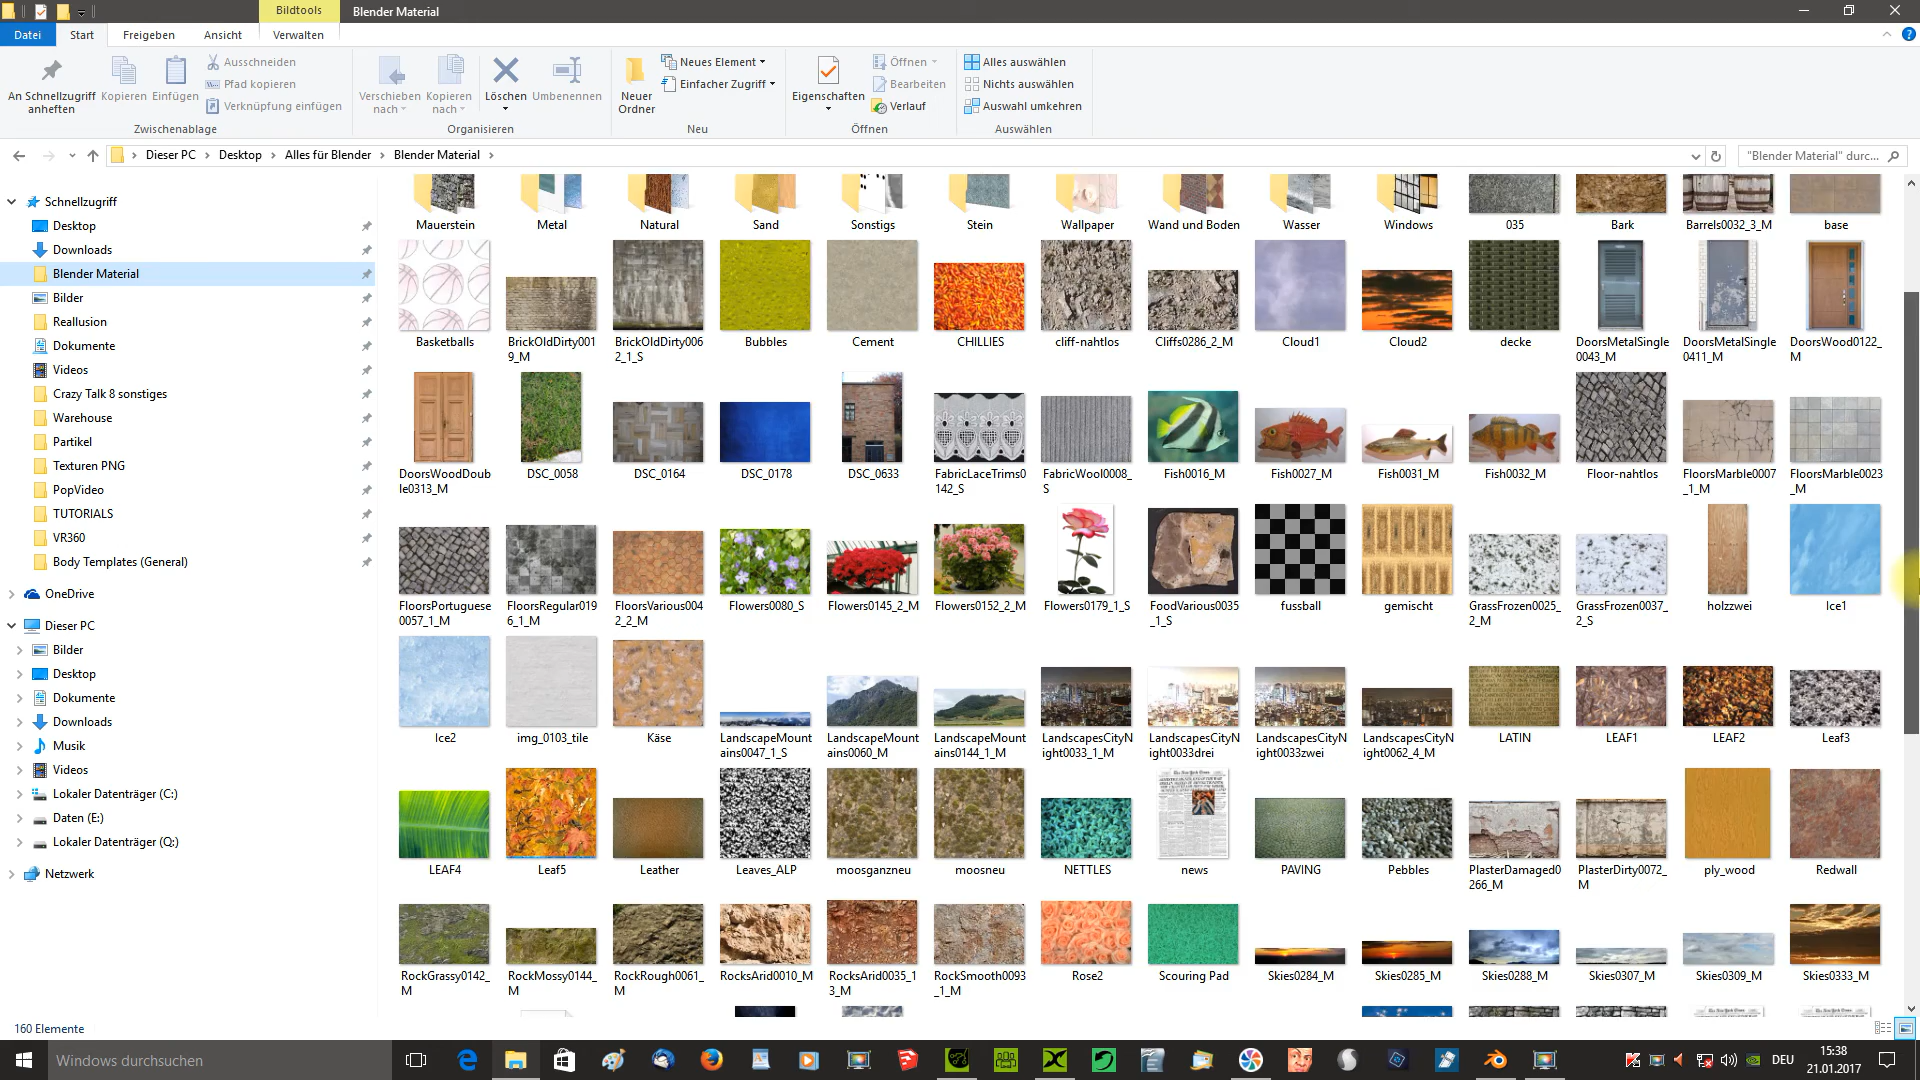 Bildtools
Blender Material
Datei
Start
Freigeben
Ansicht
Verwalten
An Schnellzugriff
anheften
Kopieren
Einfügen
Ausschneiden
Pfad kopieren
Verknüpfung einfügen
Zwischenablage
Verschieben
nach
Kopieren
nach
Löschen
Umbenennen
Organisieren
Neuer
Ordner
Neues Element
Einfacher Zugriff
Neu
Eigenschaften
Öffnen
Bearbeiten
Verlauf
Öffnen
Alles auswählen
Nichts auswählen
Auswahl umkehren
Auswählen
Dieser PC
Desktop
Alles für Blender
Blender Material
"Blender Material" durc...
Schnellzugriff
Desktop
Downloads
Blender Material
Bilder
Reallusion
Dokumente
Videos
Crazy Talk 8 sonstiges
Warehouse
Partikel
Texturen PNG
PopVideo
TUTORIALS
VR360
Body Templates (General)
OneDrive
Dieser PC
Bilder
Desktop
Dokumente
Downloads
Musik
Videos
Lokaler Datenträger (C:)
Daten (E:)
Lokaler Datenträger (Q:)
Netzwerk
Mauerstein
Metal
Natural
Sand
Sonstigs
Stein
Wallpaper
Wand und Boden
Wasser
Windows
035
Bark
Barrels0032_3_M
base
Basketballs
BrickOldDirty001
9_M
BrickOldDirty006
2_1_S
Bubbles
Cement
CHILLIES
cliff-nahtlos
Cliffs0286_2_M
Cloud1
Cloud2
decke
DoorsMetalSingle
0043_M
DoorsMetalSingle
0411_M
DoorsWood0122_
M
DoorsWoodDoub
le0313_M
DSC_0058
DSC_0164
DSC_0178
DSC_0633
FabricLaceTrims0
142_S
FabricWool0008_
S
Fish0016_M
Fish0027_M
Fish0031_M
Fish0032_M
Floor-nahtlos
FloorsMarble0007
_1_M
FloorsMarble0023
_M
FloorsPortuguese
0057_1_M
FloorsRegular019
6_1_M
FloorsVarious004
2_2_M
Flowers0080_S
Flowers0145_2_M
Flowers0152_2_M
Flowers0179_1_S
FoodVarious0035
_1_S
fussball
gemischt
GrassFrozen0025_
2_M
GrassFrozen0037_
2_S
holzzwei
Ice1
Ice2
img_0103_tile
Käse
LandscapeMount
ains0047_1_S
LandscapeMount
ains0060_M
LandscapeMount
ains0144_1_M
LandscapesCityN
ight0033_1_M
LandscapesCityN
ight0033drei
LandscapesCityN
ight0033zwei
LandscapesCityN
ight0062_4_M
LATIN
LEAF1
LEAF2
Leaf3
LEAF4
Leaf5
Leather
Leaves_ALP
moosganzneu
moosneu
NETTLES
news
PAVING
Pebbles
PlasterDamaged0
266_M
PlasterDirty0072_
M
ply_wood
Redwall
RockGrassy0142_
M
RockMossy0144_
M
RockRough0061_
M
RocksArid0010_M
RocksArid0035_1
3_M
RockSmooth0093
_1_M
Rose2
Scouring Pad
Skies0284_M
Skies0285_M
Skies0288_M
Skies0307_M
Skies0309_M
Skies0333_M
160 Elemente
Windows durchsuchen
DEU
15:38
21.01.2017